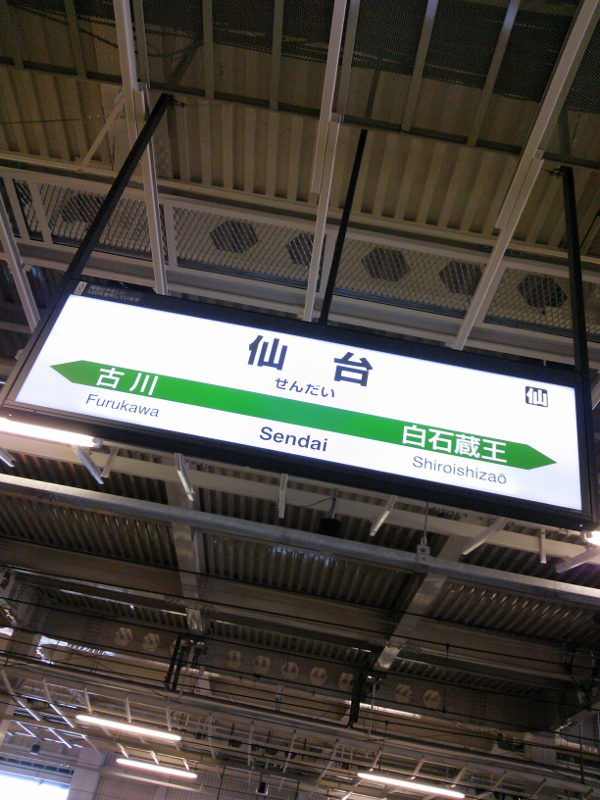 仙台
せんだい
仙
古川
白石蔵王
Furukawa
Sendai
Shiroishizaō